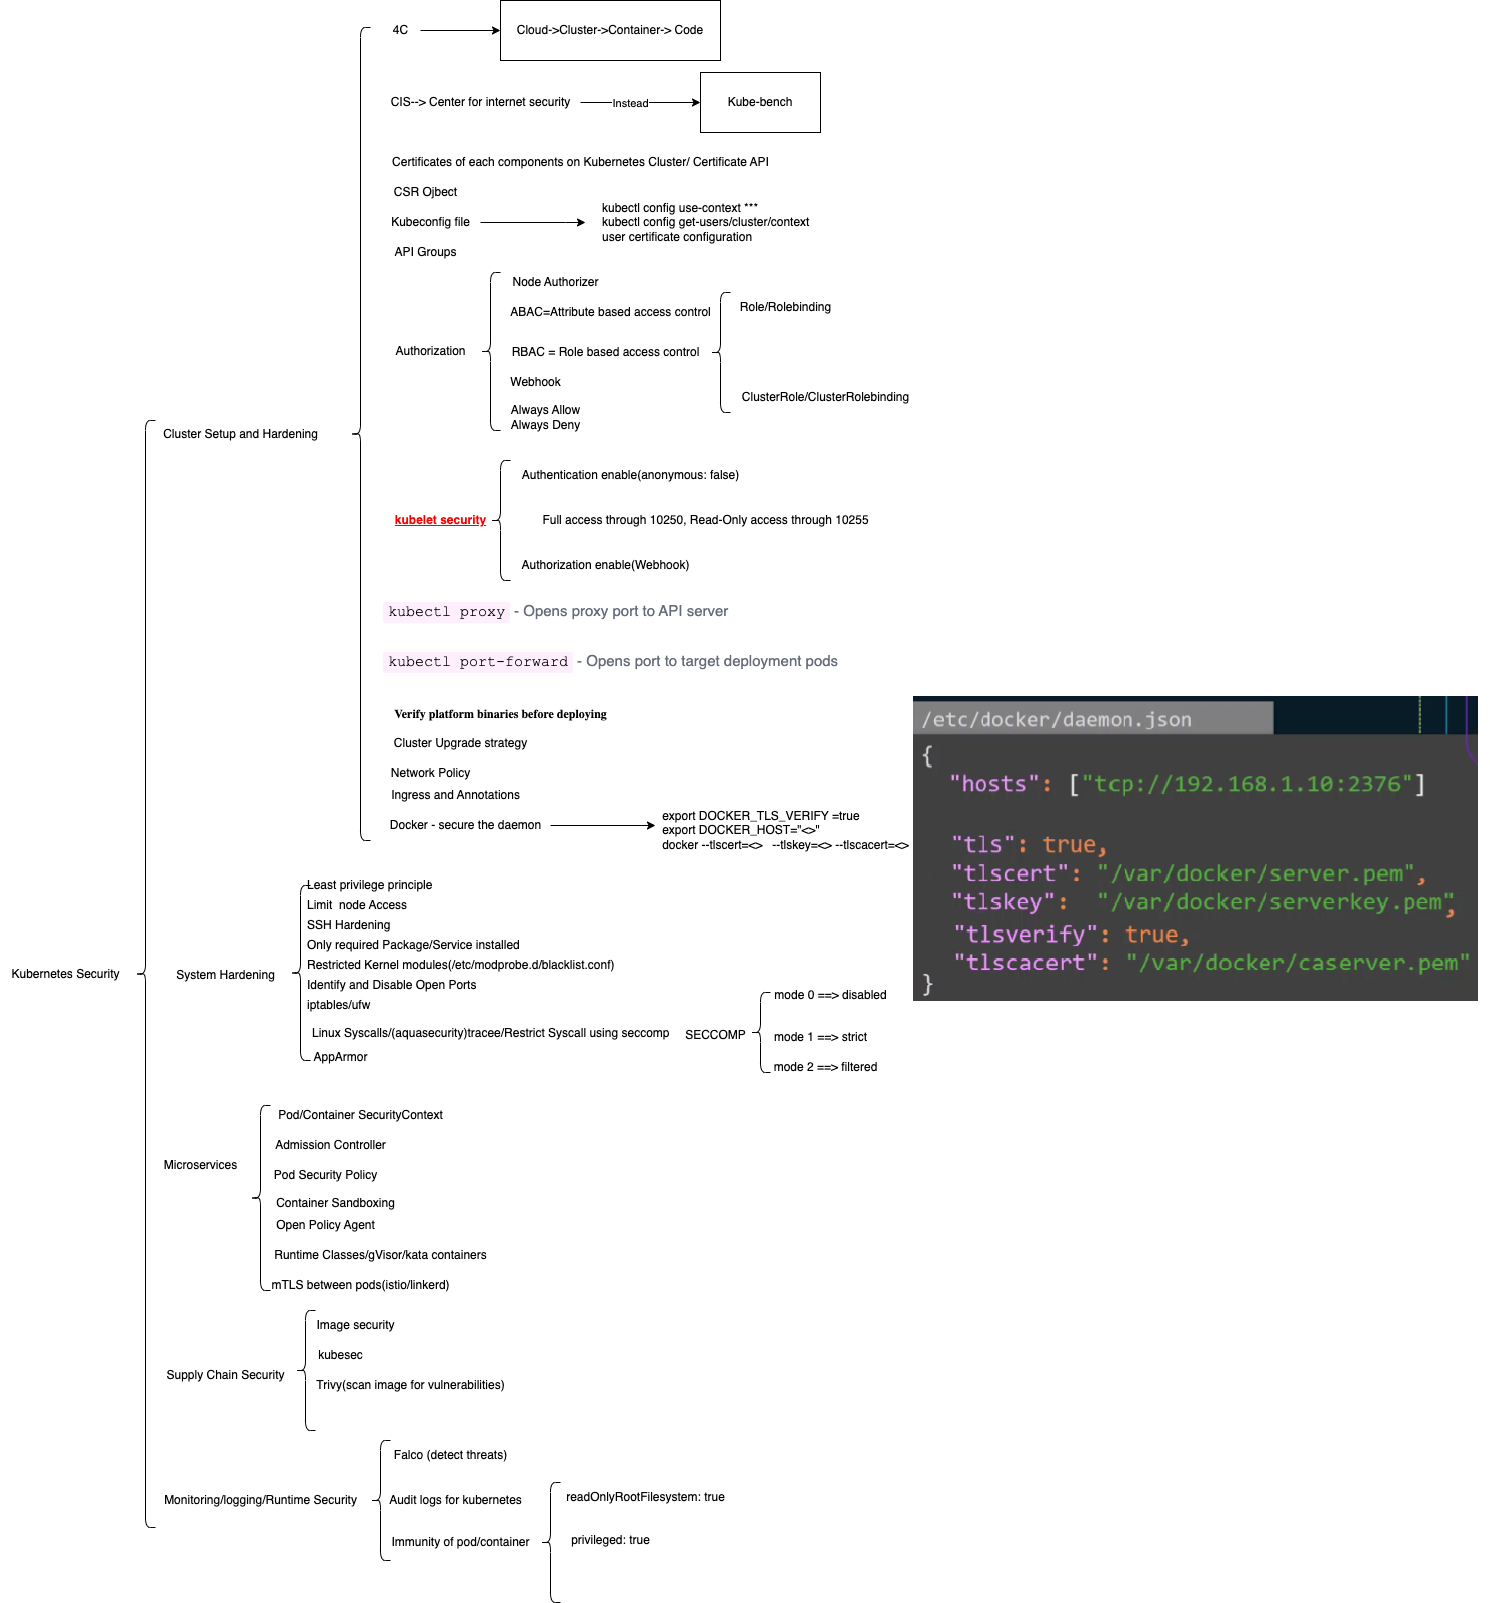 4C
Cloud->Cluster->Container-> Code
CIS--> Center for internet security
Instead
Kube-bench
Certificates of each components on Kubernetes Cluster/ Certificate API
CSR Ojbect
Kubeconfig file
kubectl config use-context ***
kubectl config get-users/cluster/context
user certificate configuration
API Groups
Authorization
Node Authorizer
ABAC=Attribute based access control
RBAC = Role based access control
Role/Rolebinding
ClusterRole/ClusterRolebinding
Webhook
Always Allow
Always Deny
Cluster Setup and Hardening
kubelet security
Authentication enable(anonymous: false)
Full access through 10250, Read-Only access through 10255
Authorization enable(Webhook)
kubectl proxy - Opens proxy port to API server
kubectl port-forward - Opens port to target deployment pods
Verify platform binaries before deploying
Cluster Upgrade strategy
Network Policy
Ingress and Annotations
Docker - secure the daemon
export DOCKER_TLS_VERIFY =true
export DOCKER_HOST="<>"
docker --tlscert=<> --tlskey=<> --tlscacert=<>
/etc/docker/daemon.json
{
"hosts": ["tcp://192.168.1.10:2376"]
"tls": true,
"tlscert": "/var/docker/server.pem",
"tlskey": "/var/docker/serverkey.pem",
"tlsverify": true,
"tlscacert": "/var/docker/caserver.pem"
}
Kubernetes Security
System Hardening
Least privilege principle
Limit node Access
SSH Hardening
Only required Package/Service installed
Restricted Kernel modules(/etc/modprobe.d/blacklist.conf)
Identify and Disable Open Ports
iptables/ufw
Linux Syscalls/(aquasecurity)tracee/Restrict Syscall using seccomp
SECCOMP
mode 0 ==> disabled
mode 1 ==> strict
mode 2 ==> filtered
AppArmor
Microservices
Pod/Container SecurityContext
Admission Controller
Pod Security Policy
Container Sandboxing
Open Policy Agent
Runtime Classes/gVisor/kata containers
mTLS between pods(istio/linkerd)
Supply Chain Security
Image security
kubesec
Trivy(scan image for vulnerabilities)
Monitoring/logging/Runtime Security
Falco (detect threats)
Audit logs for kubernetes
Immunity of pod/container
readOnlyRootFilesystem: true
privileged: true